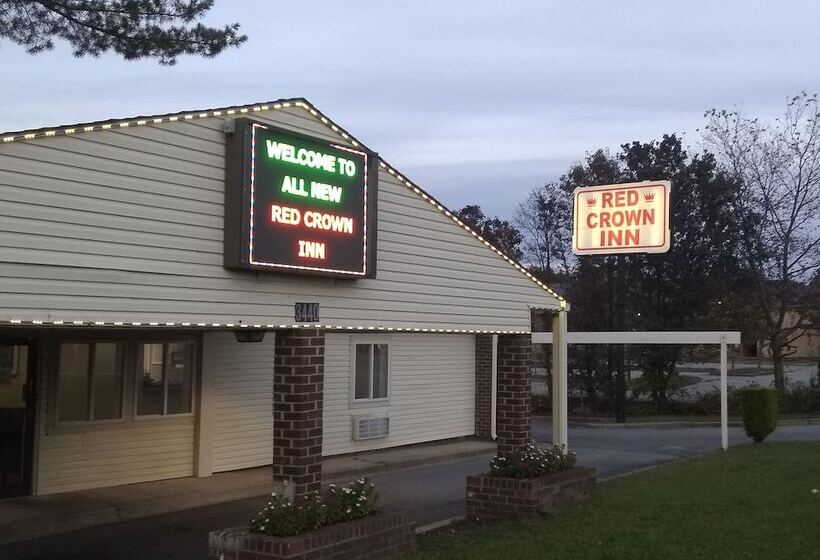 WELCOME TO
ALL NEW
RED CROWN
INN
RED
CROWN
INN
3440